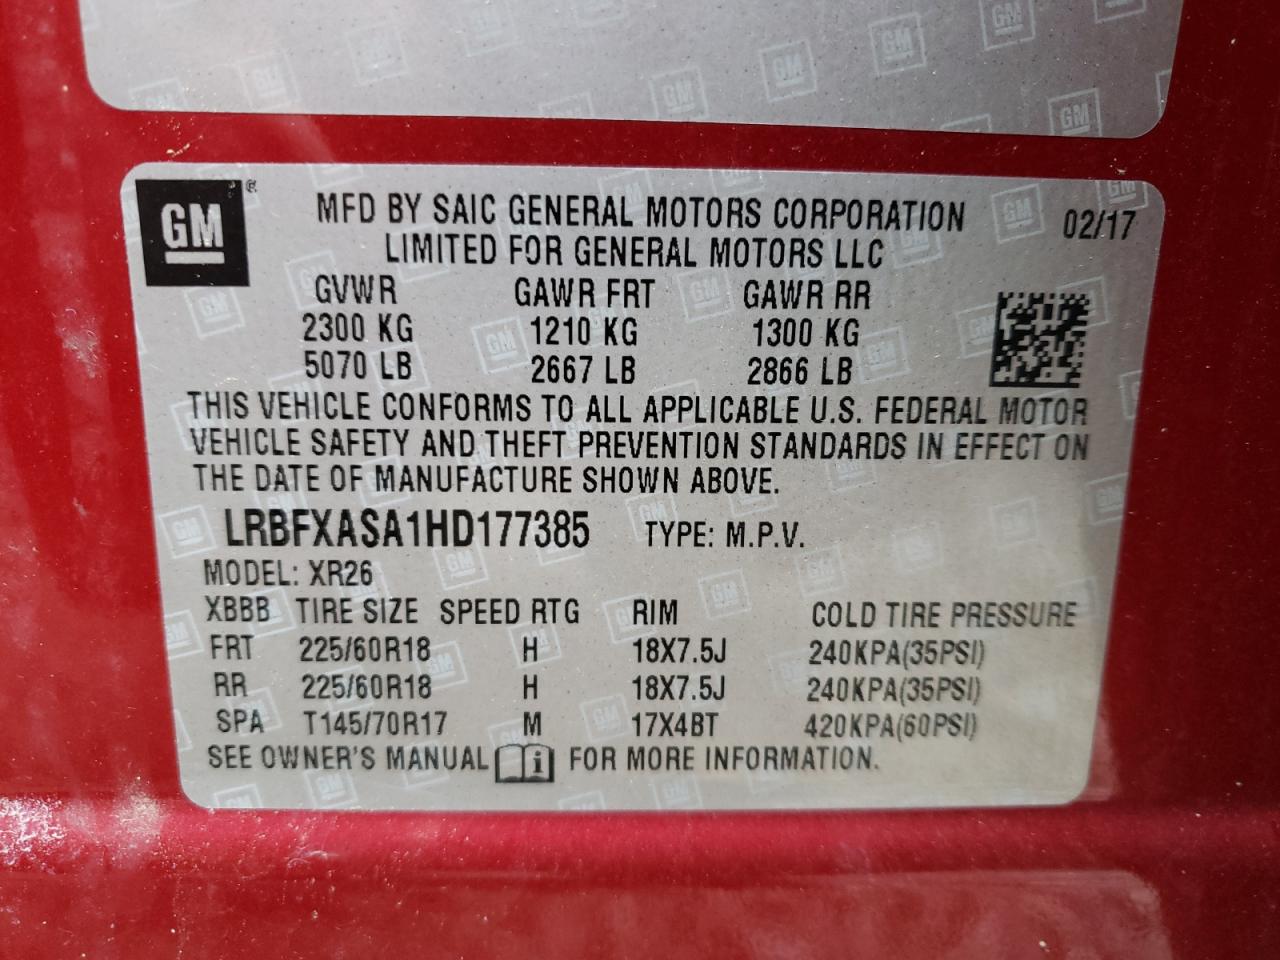 GM ®
MFD BY SAIC GENERAL MOTORS CORPORATION 02/17
LIMITED FOR GENERAL MOTORS LLC
GVWR GAWR FRT GAWR RR
2300 KG 1210 KG 1300 KG
5070 LB 2667 LB 2866 LB
THIS VEHICLE CONFORMS TO ALL APPLICABLE U.S. FEDERAL MOTOR
VEHICLE SAFETY AND THEFT PREVENTION STANDARDS IN EFFECT ON
THE DATE OF MANUFACTURE SHOWN ABOVE.
LRBFXASA1HD177385 TYPE: M.P.V.
MODEL: XR26
XBBB TIRE SIZE SPEED RTG RIM COLD TIRE PRESSURE
FRT 225/60R18 H 18X7.5J 240KPA(35PSI)
RR 225/60R18 H 18X7.5J 240KPA(35PSI)
SPA T145/70R17 M 17X4BT 420KPA(60PSI)
SEE OWNER'S MANUAL i FOR MORE INFORMATION.